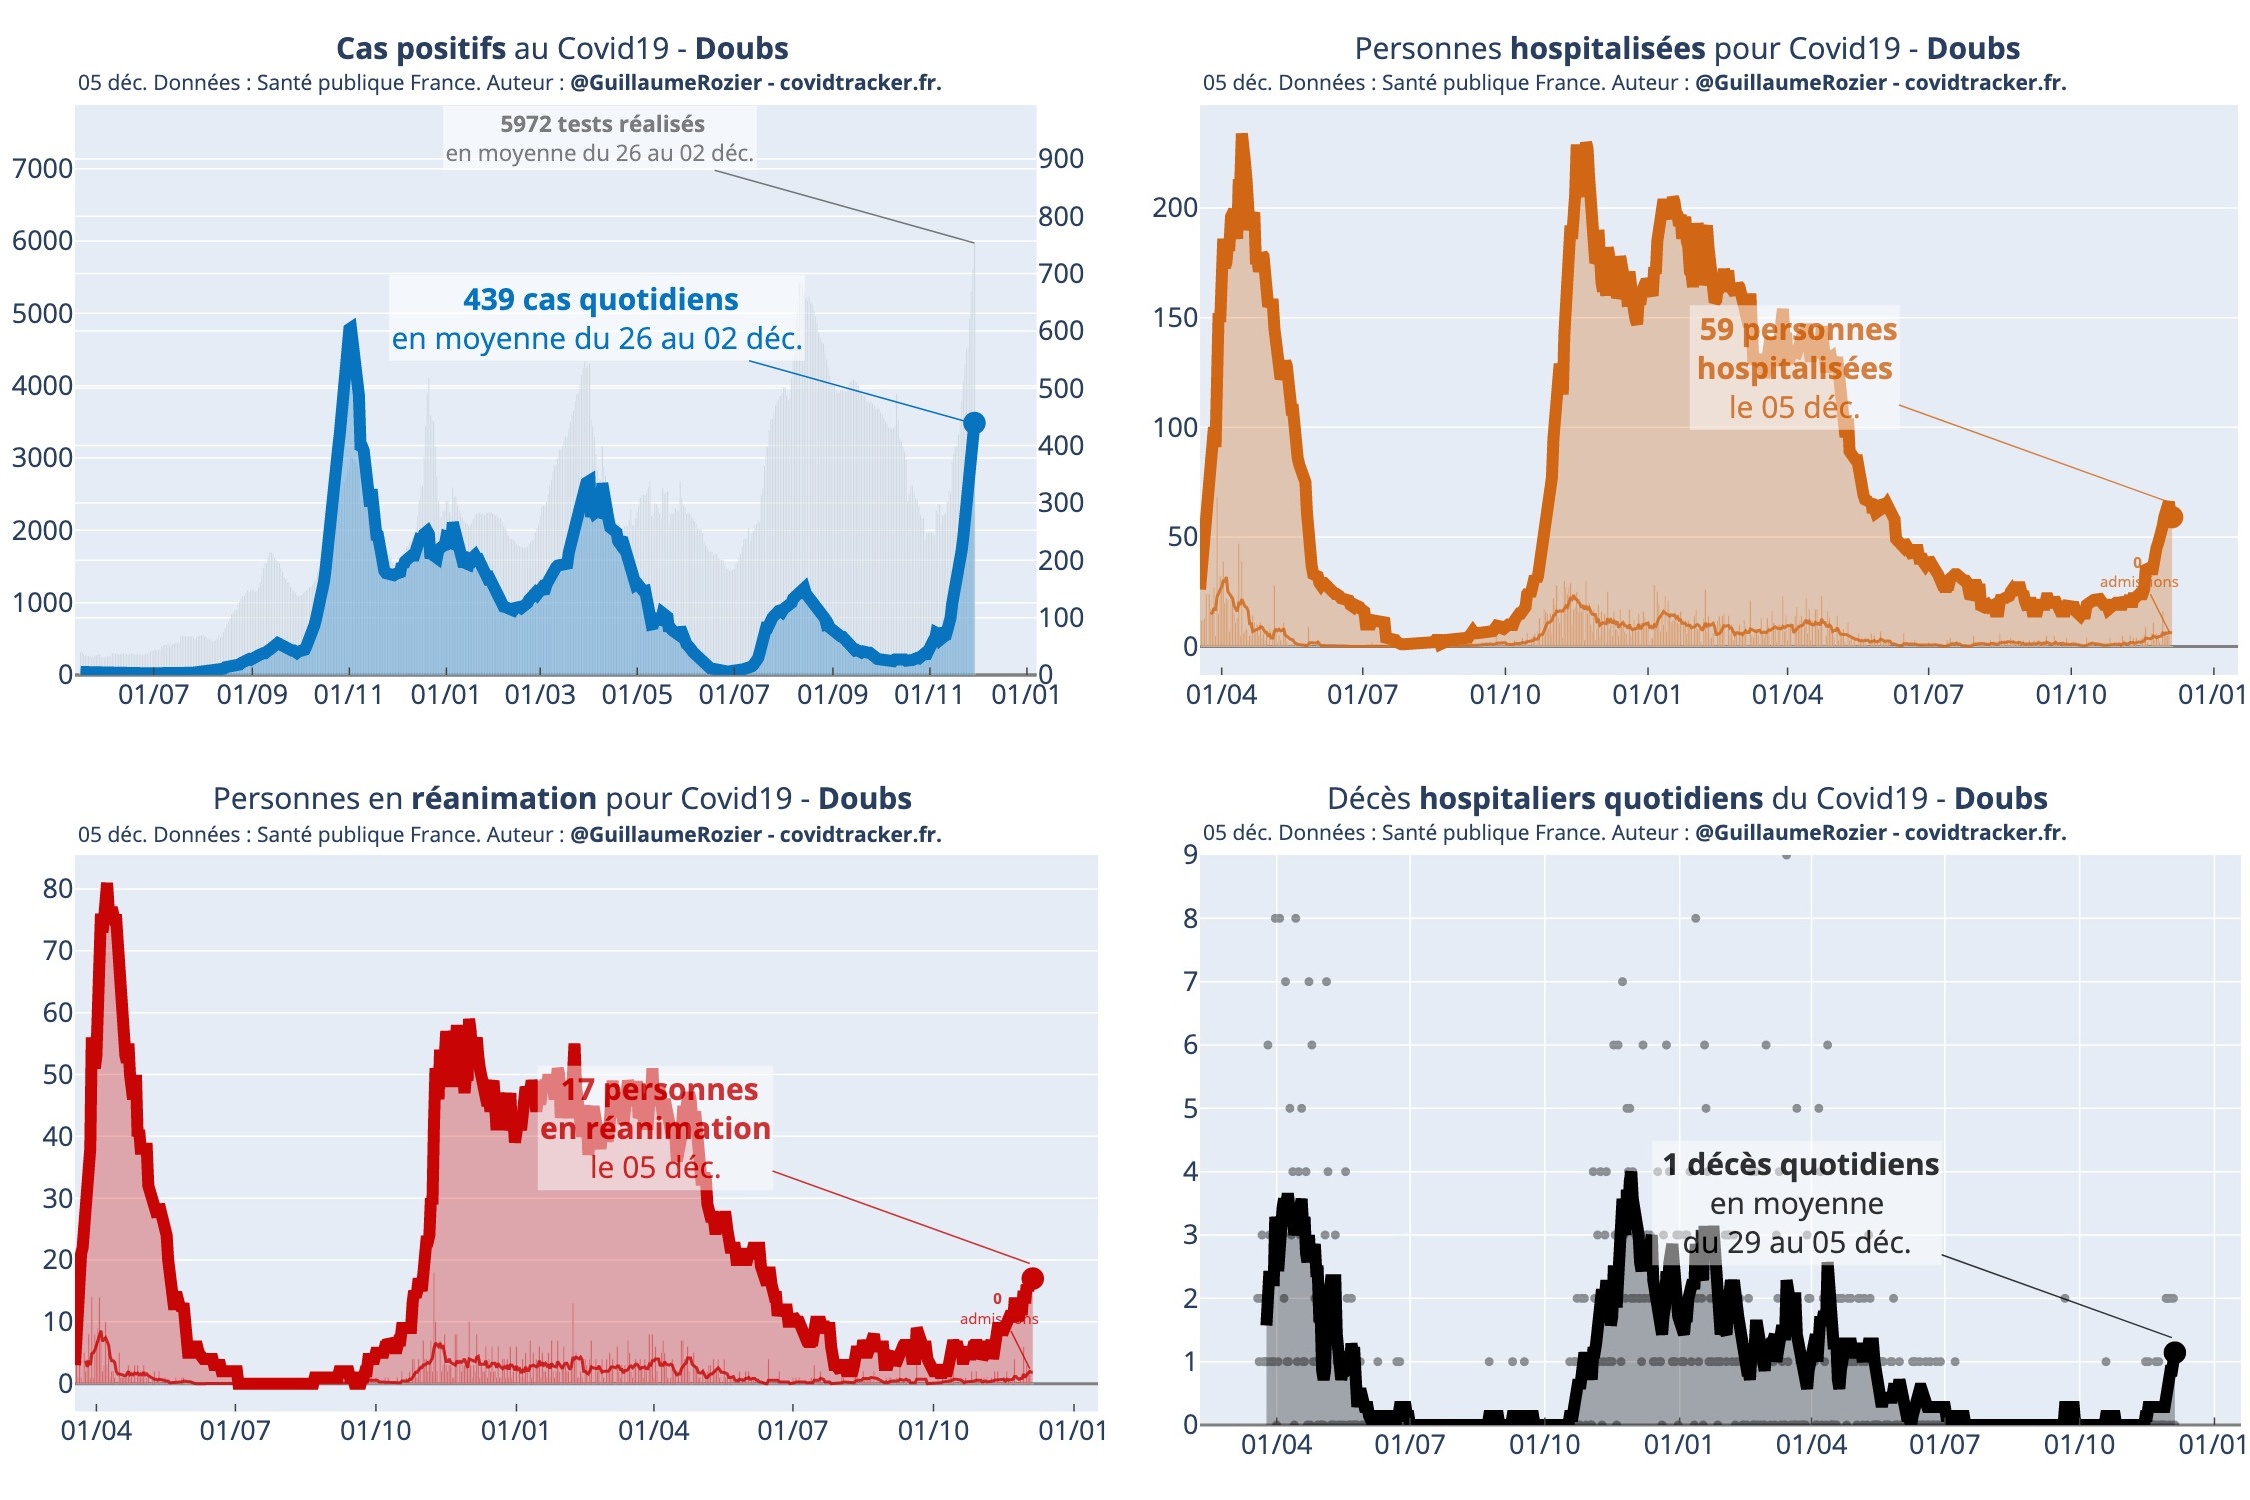 Cas positifs au Covid19 - Doubs
05 déc. Données : Santé publique France. Auteur : @GuillaumeRozier - covidtracker.fr.
5972 tests réalisés
en moyenne du 26 au 02 déc.
439 cas quotidiens
en moyenne du 26 au 02 déc.
7000
6000
5000
4000
3000
2000
1000
0
900
800
700
600
500
400
300
200
100
0
01/07 01/09 01/11 01/01 01/03 01/05 01/07 01/09 01/11 01/01
Personnes hospitalisées pour Covid19 - Doubs
05 déc. Données : Santé publique France. Auteur : @GuillaumeRozier - covidtracker.fr.
200
150
100
50
0
59 personnes
hospitalisées
le 05 déc.
0
admissions
01/04 01/07 01/10 01/01 01/04 01/07 01/10 01/01
Personnes en réanimation pour Covid19 - Doubs
05 déc. Données : Santé publique France. Auteur : @GuillaumeRozier - covidtracker.fr.
80
70
60
50
40
30
20
10
0
17 personnes
en réanimation
le 05 déc.
0
admissions
01/04 01/07 01/10 01/01 01/04 01/07 01/10 01/01
Décès hospitaliers quotidiens du Covid19 - Doubs
05 déc. Données : Santé publique France. Auteur : @GuillaumeRozier - covidtracker.fr.
9
8
7
6
5
4
3
2
1
0
1 décès quotidiens
en moyenne
du 29 au 05 déc.
01/04 01/07 01/10 01/01 01/04 01/07 01/10 01/01